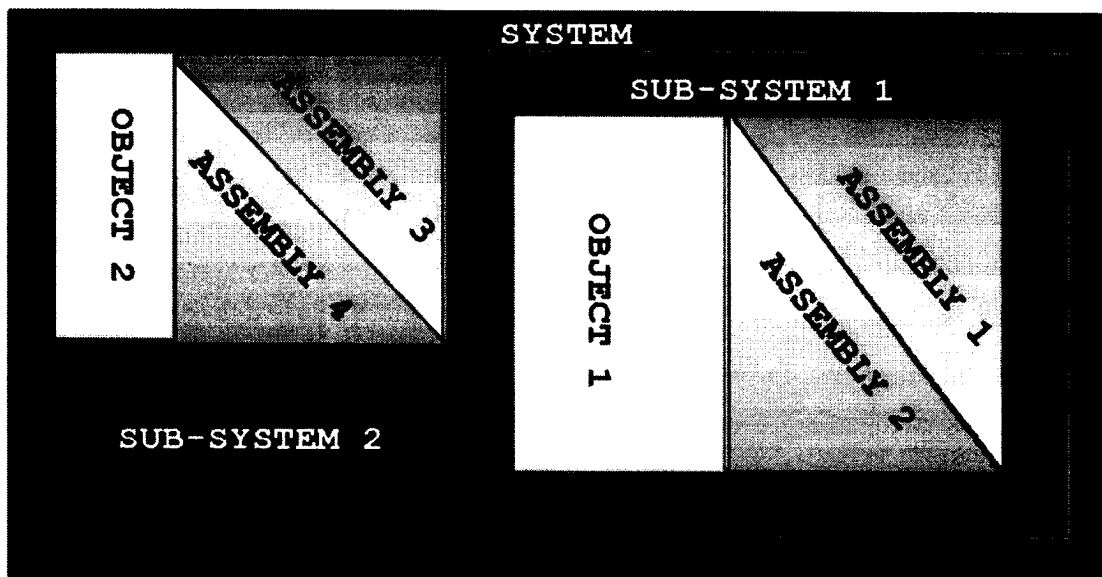 SYSTEM
SUB-SYSTEM 1
OBJECT 2
ASSEMBLY 3
ASSEMBLY 4
OBJECT 1
ASSEMBLY 1
ASSEMBLY 2
SUB-SYSTEM 2